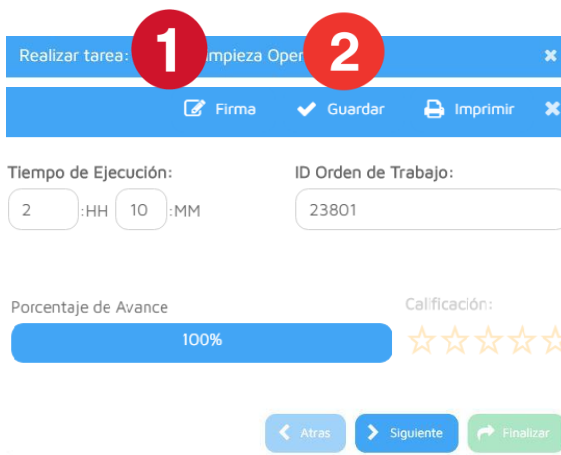 Realizar tarea: 1 mpieza Oper 2
Firma Guardar Imprimir
Tiempo de Ejecución: ID Orden de Trabajo:
2 :HH 10 :MM 23801
Porcentaje de Avance Calificación:
100%
Atras Siguiente Finalizar